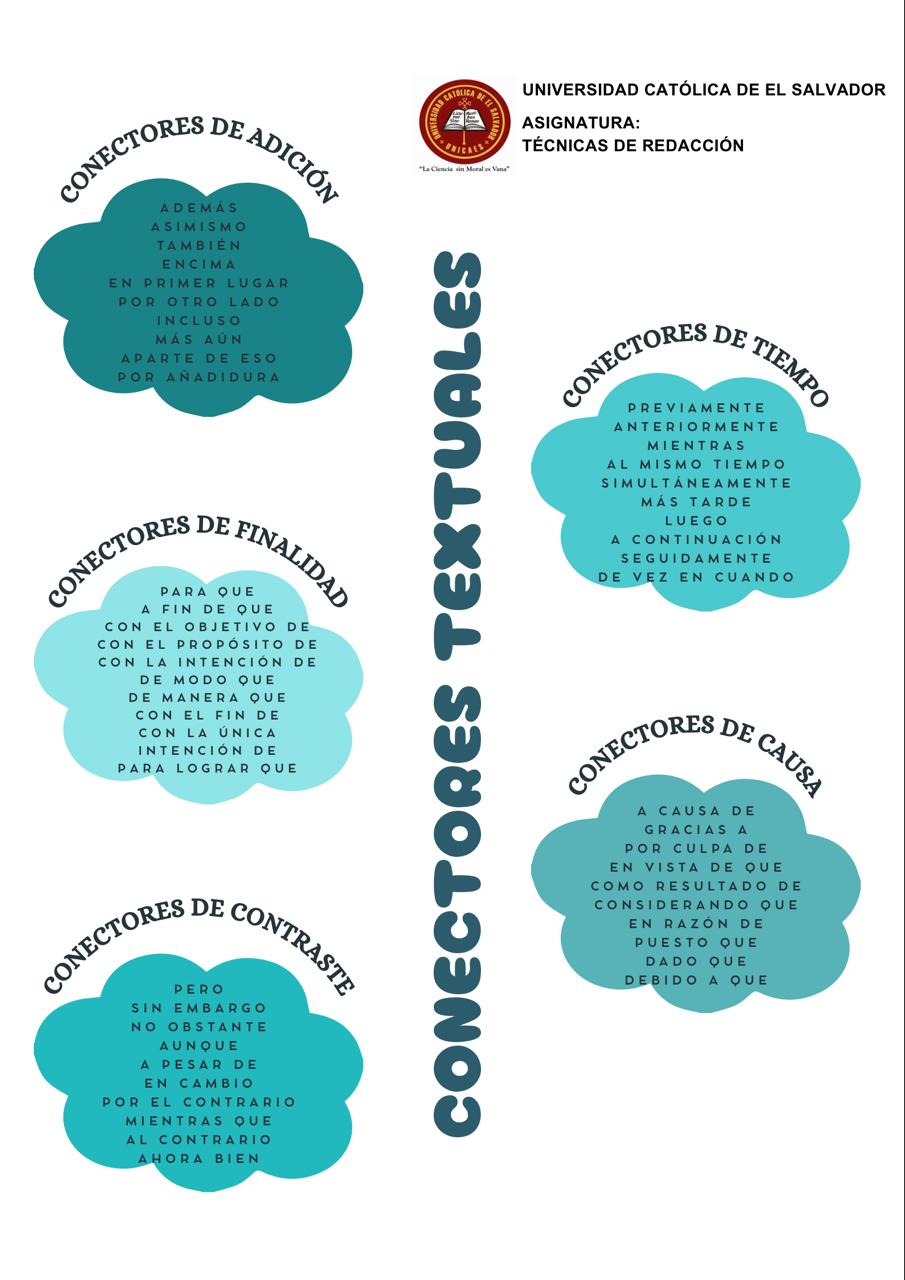 UNIVERSIDAD CATÓLICA DE EL SALVADOR
ASIGNATURA:
TÉCNICAS DE REDACCIÓN
UNIVERSIDAD CATÓLICA DE EL SALVADOR
UNICAES
"La Ciencia sin Moral es Vana"
CONECTORES TEXTUALES
CONECTORES DE ADICIÓN
ADEMÁS
ASIMISMO
TAMBIÉN
ENCIMA
EN PRIMER LUGAR
POR OTRO LADO
INCLUSO
MÁS AÚN
APARTE DE ESO
POR AÑADIDURA
CONECTORES DE TIEMPO
PREVIAMENTE
ANTERIORMENTE
MIENTRAS
AL MISMO TIEMPO
SIMULTÁNEAMENTE
MÁS TARDE
LUEGO
A CONTINUACIÓN
SEGUIDAMENTE
DE VEZ EN CUANDO
CONECTORES DE FINALIDAD
PARA QUE
A FIN DE QUE
CON EL OBJETIVO DE
CON EL PROPÓSITO DE
CON LA INTENCIÓN DE
DE MODO QUE
DE MANERA QUE
CON EL FIN DE
CON LA ÚNICA
INTENCIÓN DE
PARA LOGRAR QUE
CONECTORES DE CAUSA
A CAUSA DE
GRACIAS A
POR CULPA DE
EN VISTA DE QUE
COMO RESULTADO DE
CONSIDERANDO QUE
EN RAZÓN DE
PUESTO QUE
DADO QUE
DEBIDO A QUE
CONECTORES DE CONTRASTE
PERO
SIN EMBARGO
NO OBSTANTE
AUNQUE
A PESAR DE
EN CAMBIO
POR EL CONTRARIO
MIENTRAS QUE
AL CONTRARIO
AHORA BIEN